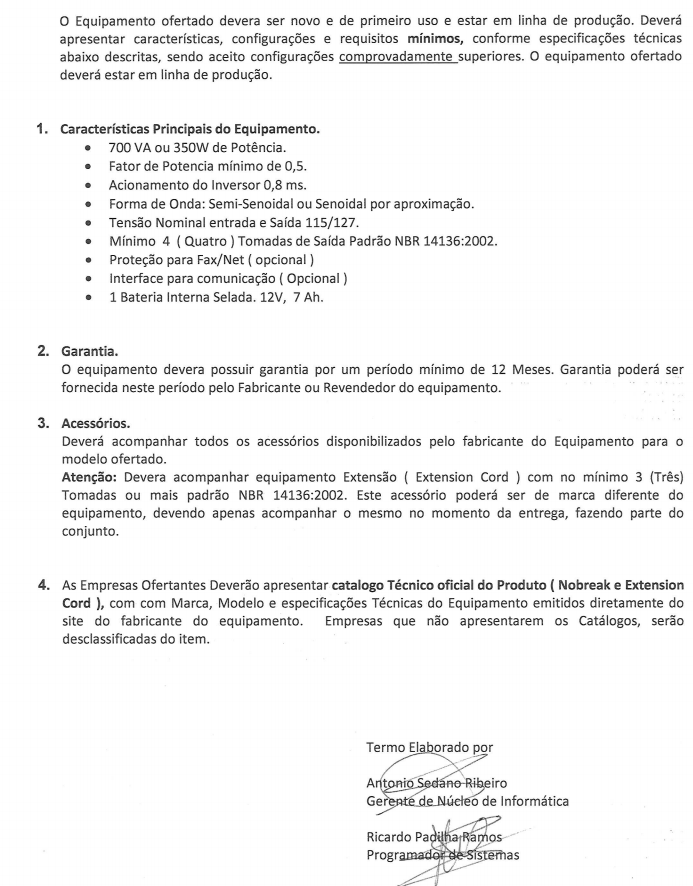 O Equipamento ofertado devera ser novo e de primeiro uso e estar em linha de produção. Deverá
apresentar características, configurações e requisitos mínimos, conforme especificações técnicas
abaixo descritas, sendo aceito configurações comprovadamente superiores. O equipamento ofertado
deverá estar em linha de produção.
1. Características Principais do Equipamento.
• 700 VA ou 350W de Potência.
• Fator de Potencia mínimo de 0,5.
• Acionamento do Inversor 0,8 ms.
• Forma de Onda: Semi-Senoidal ou Senoidal por aproximação.
• Tensão Nominal entrada e Saída 115/127.
• Mínimo 4 ( Quatro ) Tomadas de Saída Padrão NBR 14136:2002.
• Proteção para Fax/Net ( opcional )
• Interface para comunicação ( Opcional )
• 1 Bateria Interna Selada. 12V, 7 Ah.
2. Garantia.
O equipamento devera possuir garantia por um período mínimo de 12 Meses. Garantia poderá ser
fornecida neste período pelo Fabricante ou Revendedor do equipamento.
3. Acessórios.
Deverá acompanhar todos os acessórios disponibilizados pelo fabricante do Equipamento para o
modelo ofertado.
Atenção: Devera acompanhar equipamento Extensão ( Extension Cord ) com no mínimo 3 (Três)
Tomadas ou mais padrão NBR 14136:2002. Este acessório poderá ser de marca diferente do
equipamento, devendo apenas acompanhar o mesmo no momento da entrega, fazendo parte do
conjunto.
4. As Empresas Ofertantes Deverão apresentar catalogo Técnico oficial do Produto ( Nobreak e Extension
Cord ), com com Marca, Modelo e especificações Técnicas do Equipamento emitidos diretamente do
site do fabricante do equipamento. Empresas que não apresentarem os Catálogos, serão
desclassificadas do item.
Termo Elaborado por
Antonio Sedano Ribeiro
Gerente de Núcleo de Informática
Ricardo Padilha Ramos
Programador de Sistemas